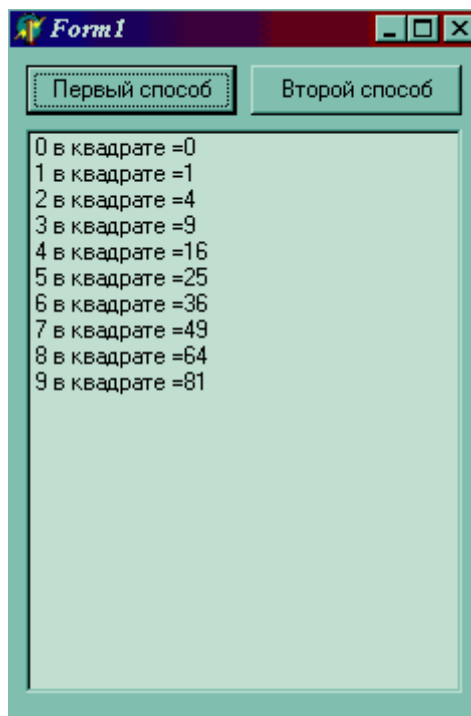 Form1
Первый способ Второй способ
0 в квадрате =0
1 в квадрате =1
2 в квадрате =4
3 в квадрате =9
4 в квадрате =16
5 в квадрате =25
6 в квадрате =36
7 в квадрате =49
8 в квадрате =64
9 в квадрате =81